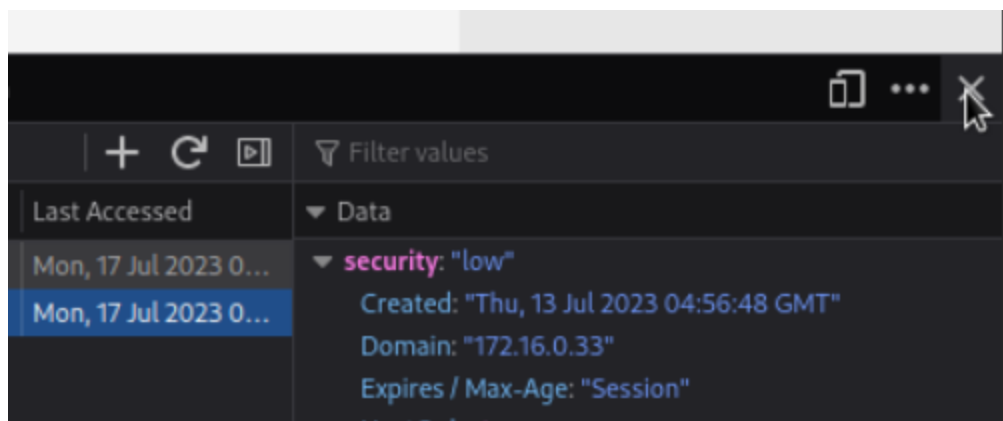 Filter values
Last Accessed
Data
Mon, 17 Jul 2023 0...
security: "low"
Mon, 17 Jul 2023 0...
Created: "Thu, 13 Jul 2023 04:56:48 GMT"
Domain: "172.16.0.33"
Expires / Max-Age: "Session"